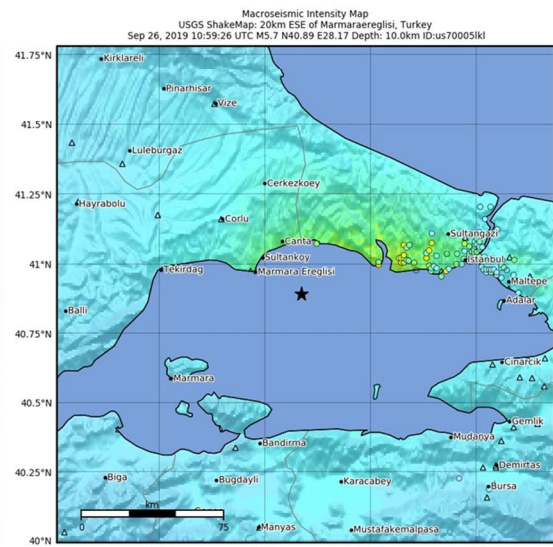 Macroseismic Intensity Map
USGS ShakeMap: 20km ESE of Marmaraereglisi, Turkey
Sep 26, 2019 10:59:26 UTC M5.7 N40.89 E28.17 Depth: 10.0km ID:us70005lkl
41.75°N
Kirklareli
Pinarhisar
Vize
41.5°N
Luleburgaz
Cerkezkoey
41.25°N
Hayrabolu
Corlu
Sultangazi
Canta
Sultankoy
Istanbul
41°N
Tekirdag
Marmara Ereglisi
Maltepe
Adalar
Balli
40.75°N
Cinarcik
Marmara
40.5°N
Gemlik
Bandirma
Mudanya
Demirtas
40.25°N
Biga
Bugdayli
Karacabey
Bursa
km
0
75
Manyas
Mustafakemalpasa
40°N